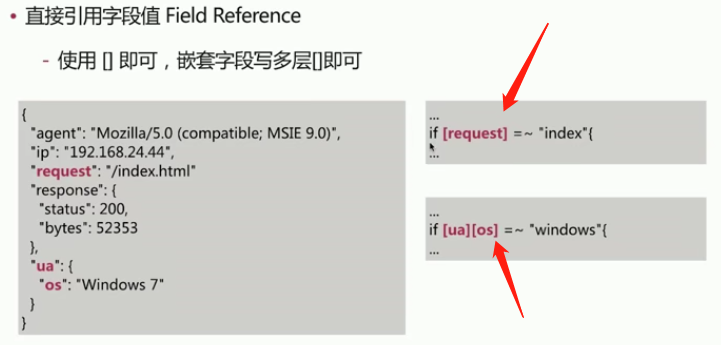 • 直接引用字段值 Field Reference
- 使用 [] 即可，嵌套字段写多层[]即可
{
"agent": "Mozilla/5.0 (compatible; MSIE 9.0)",
"ip": "192.168.24.44",
"request": "/index.html"
"response": {
"status": 200,
"bytes": 52353
},
"ua": {
"os": "Windows 7"
}
}
...
if [request] =~ "index"{
...
...
if [ua][os] =~ "windows"{
...